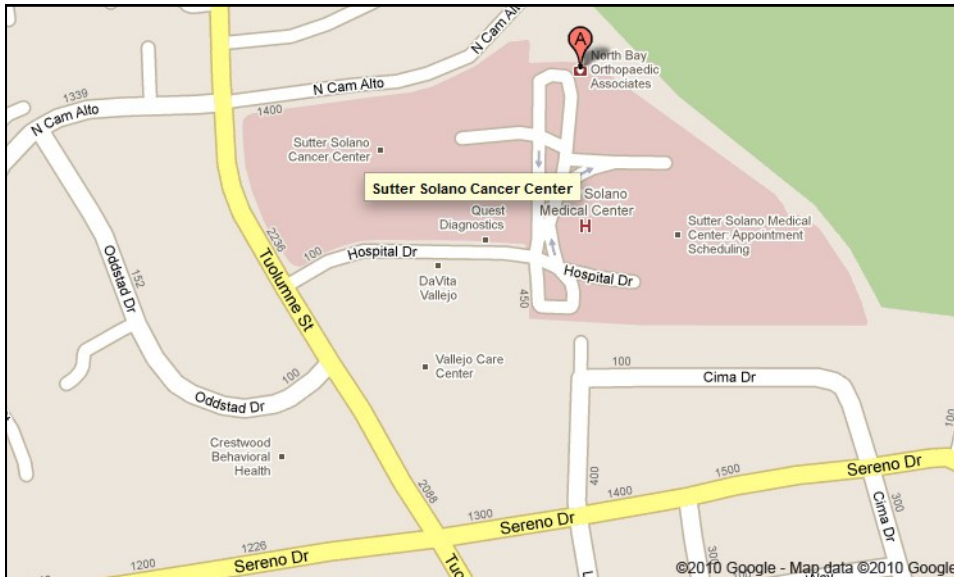 N Cam Alto
A
North Bay
Orthopaedic
Associates
1339
N Cam Alto
1400
N Cam Alto
Sutter Solano
Cancer Center
Sutter Solano Cancer Center
Solano
Medical Center
H
Quest
Diagnostics
Sutter Solano Medical
Center: Appointment
Scheduling
2236
100
Hospital Dr
Hospital Dr
DaVita
Vallejo
450
Tuolumne St
Oddstad Dr
152
Vallejo Care
Center
100
Cima Dr
100
Oddstad Dr
Crestwood
Behavioral
Health
100
Sereno Dr
1500
400
1400
2088
1300
Sereno Dr
300
Cima Dr
1226
Sereno Dr
1200
©2010 Google - Map data ©2010 Google